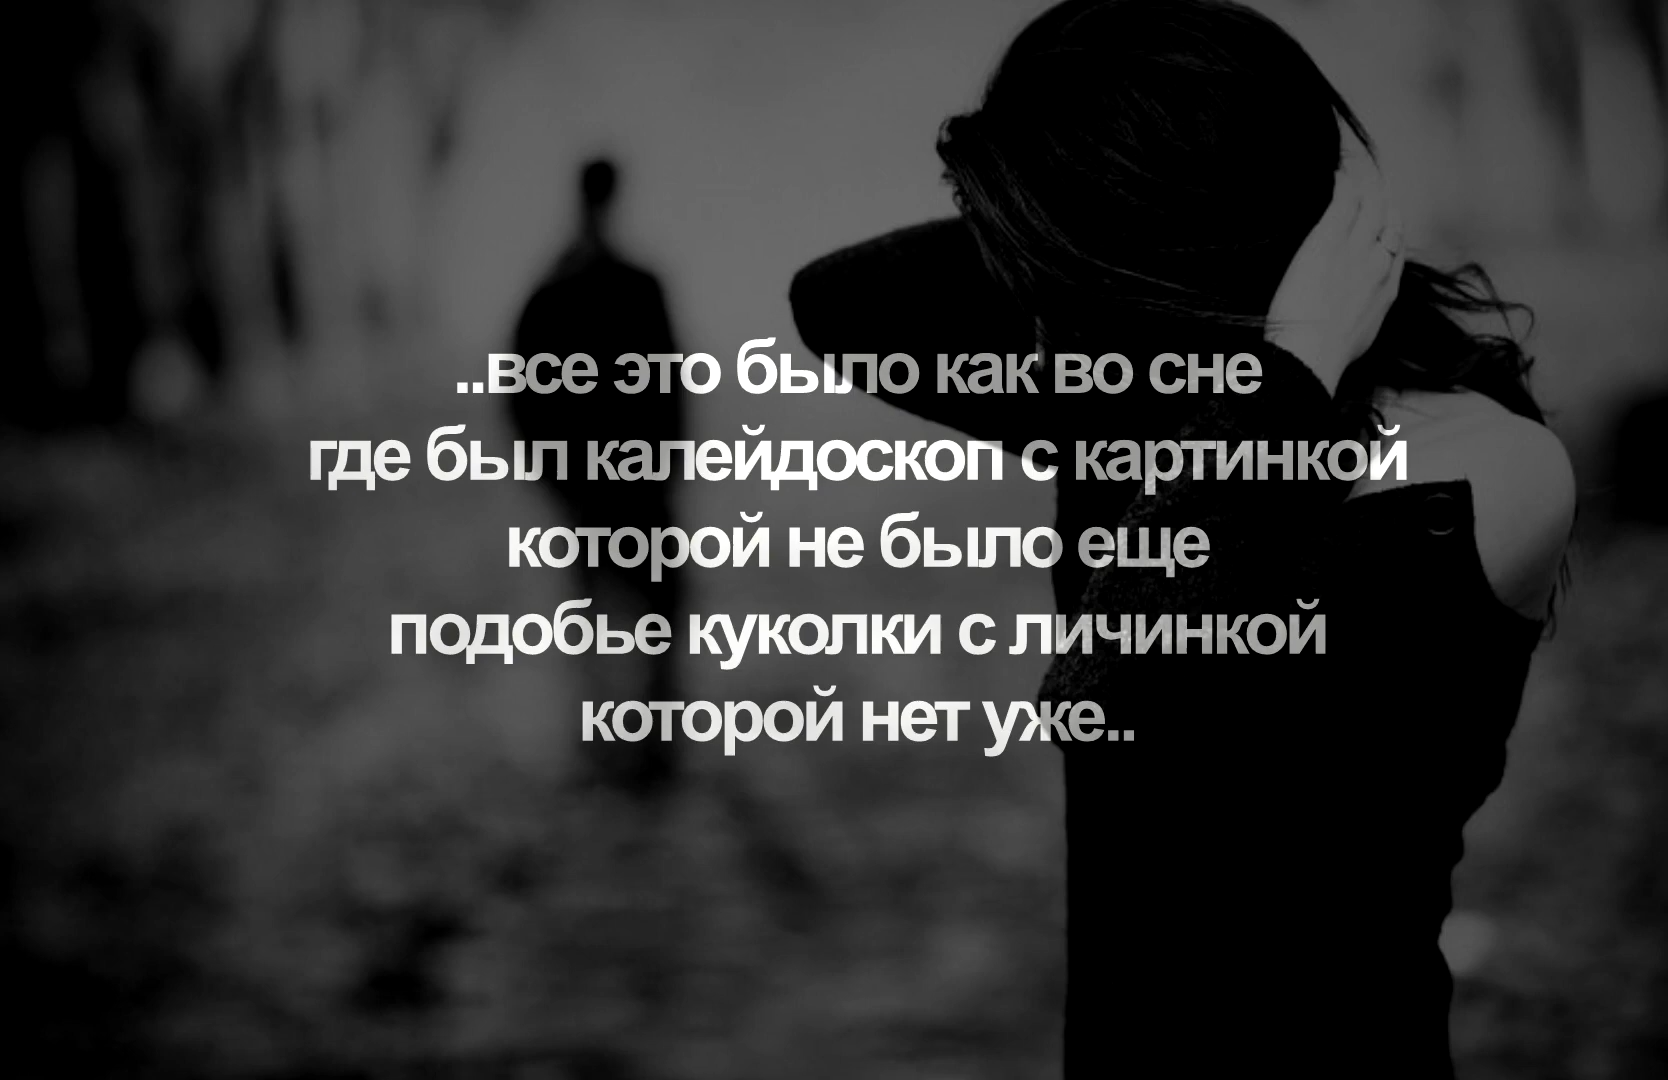 ..все это было как во сне
где был калейдоскоп с картинкой
которой не было еще
подобье куколки с личинкой
которой нет уже..